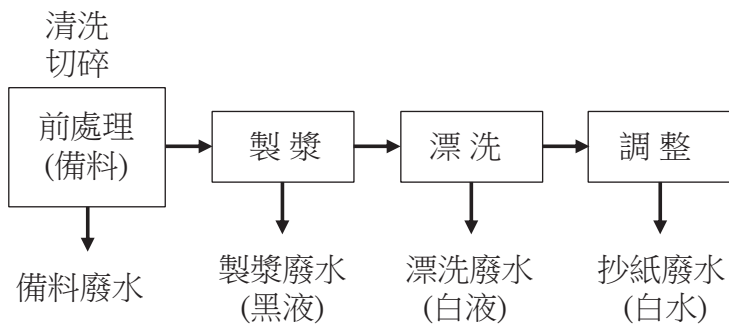 清洗
切碎
前處理
(備料)
製漿
漂洗
調整
備料廢水
製漿廢水
(黑液)
漂洗廢水
(白液)
抄紙廢水
(白水)